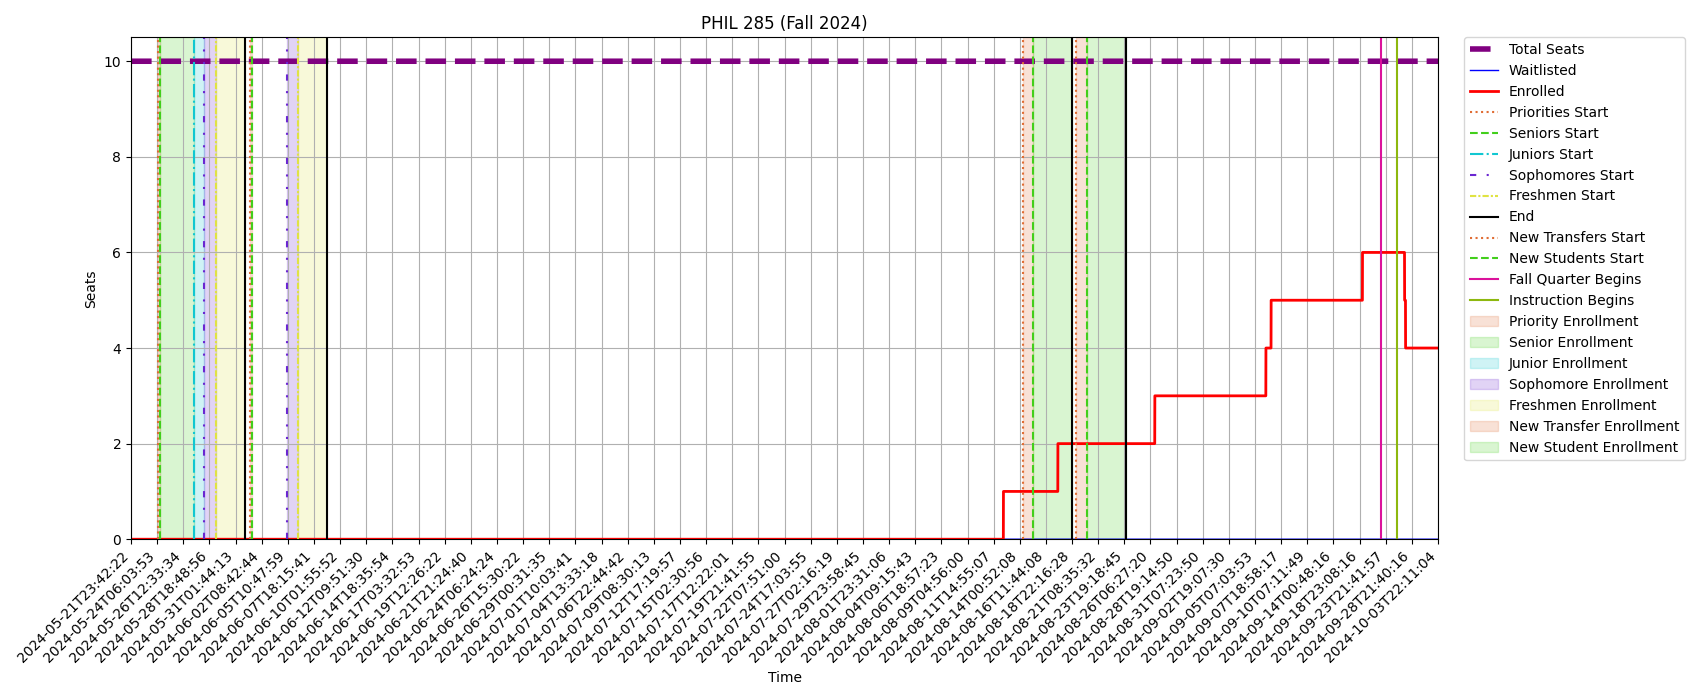 PHIL 285 (Fall 2024)
Seats
10
8
6
4
2
0
2024-05-21T23:42:22
2024-05-24T06:03:53
2024-05-26T12:33:34
2024-05-28T18:48:56
2024-05-31T01:44:13
2024-06-02T08:42:44
2024-06-05T10:47:59
2024-06-07T18:15:41
2024-06-10T01:55:52
2024-06-12T09:51:30
2024-06-14T18:35:54
2024-06-17T03:32:53
2024-06-19T12:26:22
2024-06-21T21:24:40
2024-06-24T06:24:24
2024-06-26T15:30:22
2024-06-29T00:31:35
2024-07-01T10:03:41
2024-07-04T13:33:18
2024-07-06T22:44:42
2024-07-09T08:30:13
2024-07-12T17:19:57
2024-07-15T02:30:56
2024-07-17T12:22:01
2024-07-19T21:41:55
2024-07-22T07:51:00
2024-07-24T17:03:55
2024-07-27T02:16:19
2024-07-29T23:58:45
2024-08-01T23:31:06
2024-08-04T09:15:43
2024-08-06T18:57:23
2024-08-09T04:56:00
2024-08-11T14:55:07
2024-08-14T00:52:08
2024-08-16T11:44:08
2024-08-18T22:16:28
2024-08-21T08:35:32
2024-08-23T19:18:45
2024-08-26T06:27:20
2024-08-28T19:14:50
2024-08-31T07:23:50
2024-09-02T19:07:30
2024-09-05T07:03:53
2024-09-07T18:58:17
2024-09-10T07:11:49
2024-09-14T00:48:16
2024-09-18T23:08:16
2024-09-23T21:41:57
2024-09-28T21:40:16
2024-10-03T22:11:04
Time
Total Seats
Waitlisted
Enrolled
Priorities Start
Seniors Start
Juniors Start
Sophomores Start
Freshmen Start
End
New Transfers Start
New Students Start
Fall Quarter Begins
Instruction Begins
Priority Enrollment
Senior Enrollment
Junior Enrollment
Sophomore Enrollment
Freshmen Enrollment
New Transfer Enrollment
New Student Enrollment